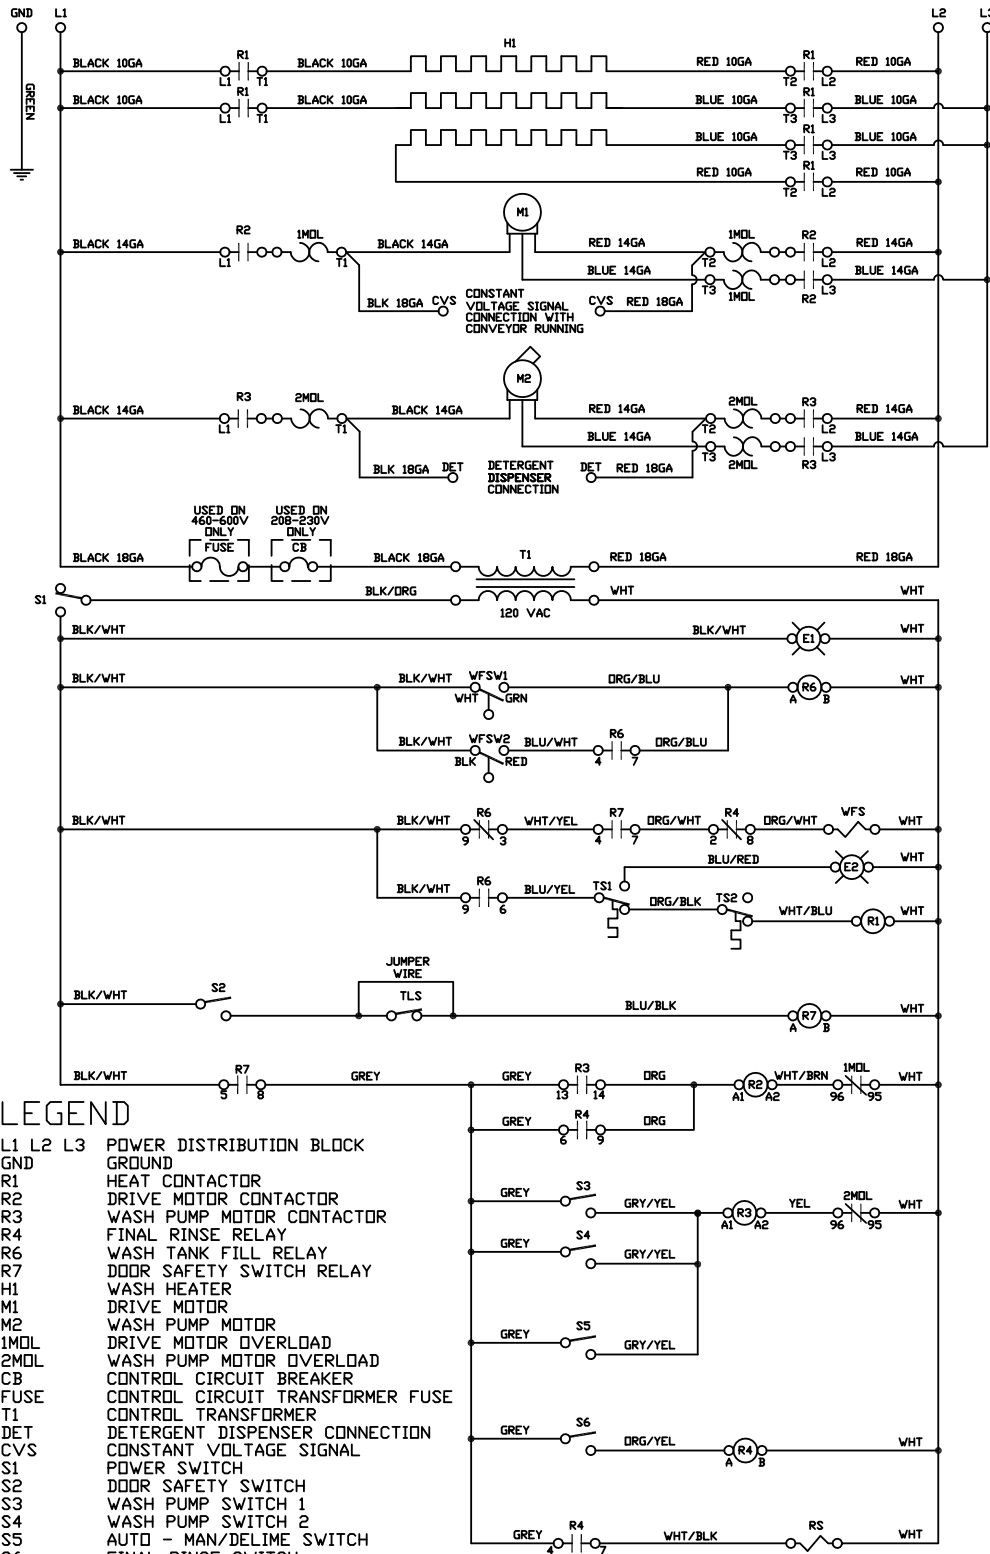 GND L1 L2
H1
BLACK 10GA R1 BLACK 10GA RED 10GA R1 RED 10GA
L1 T1 T2 L2
GREEN
BLACK 10GA R1 BLACK 10GA BLUE 10GA R1 BLUE 10GA
L1 T1 T3 L3
BLUE 10GA R1 BLUE 10GA
T3 L3
RED 10GA R1 RED 10GA
T2 L2
M1
BLACK 14GA R2 1MOL BLACK 14GA RED 14GA 1MOL R2 RED 14GA
L1 T1 T2 L2
BLUE 14GA BLUE 14GA
T3 1MOL R2 L3
BLK 18GA CVS CONSTANT
VOLTAGE SIGNAL
CONNECTION WITH
CONVEYOR RUNNING
CVS RED 18GA
M2
BLACK 14GA R3 2MOL BLACK 14GA RED 14GA 2MOL R3 RED 14GA
L1 T1 T2 L2
BLUE 14GA BLUE 14GA
T3 2MOL R3 L3
BLK 18GA DET DETERGENT
DISPENSER
CONNECTION
DET RED 18GA
USED ON
460-600V
ONLY
FUSE
USED ON
208-230V
ONLY
CB
BLACK 18GA BLACK 18GA T1 RED 18GA RED 18GA
S1 BLK/ORG WHT WHT
120 VAC
BLK/WHT BLK/WHT E1 WHT
BLK/WHT BLK/WHT WFSW1 ORG/BLU R6 WHT
WHT GRN A B
BLK/WHT WFSW2 BLU/WHT R6 ORG/BLU
BLK RED 4 7
BLK/WHT BLK/WHT R6 WHT/YEL R7 ORG/WHT R4 ORG/WHT WFS WHT
9 3 4 7 2 8
BLU/RED E2 WHT
BLK/WHT R6 BLU/YEL TS1 ORG/BLK TS2 WHT/BLU R1 WHT
9 6
JUMPER
WIRE
BLK/WHT S2 TLS BLU/BLK R7 WHT
A B
BLK/WHT R7 GREY GREY R3 ORG R2 WHT/BRN 1MOL WHT
5 8 13 14 A1 A2 96 95
GREY R4 ORG
6 9
GREY S3 GRY/YEL R3 YEL 2MOL WHT
A1 A2 96 95
GREY S4 GRY/YEL
GREY S5 GRY/YEL
GREY S6 ORG/YEL R4 WHT
A B
GREY R4 WHT/BLK RS WHT
4 7
LEGEND
L1 L2 L3 POWER DISTRIBUTION BLOCK
GND GROUND
R1 HEAT CONTACTOR
R2 DRIVE MOTOR CONTACTOR
R3 WASH PUMP MOTOR CONTACTOR
R4 FINAL RINSE RELAY
R6 WASH TANK FILL RELAY
R7 DOOR SAFETY SWITCH RELAY
H1 WASH HEATER
M1 DRIVE MOTOR
M2 WASH PUMP MOTOR
1MOL DRIVE MOTOR OVERLOAD
2MOL WASH PUMP MOTOR OVERLOAD
CB CONTROL CIRCUIT BREAKER
FUSE CONTROL CIRCUIT TRANSFORMER FUSE
T1 CONTROL TRANSFORMER
DET DETERGENT DISPENSER CONNECTION
CVS CONSTANT VOLTAGE SIGNAL
S1 POWER SWITCH
S2 DOOR SAFETY SWITCH
S3 WASH PUMP SWITCH 1
S4 WASH PUMP SWITCH 2
S5 AUTO - MAN/DELIME SWITCH